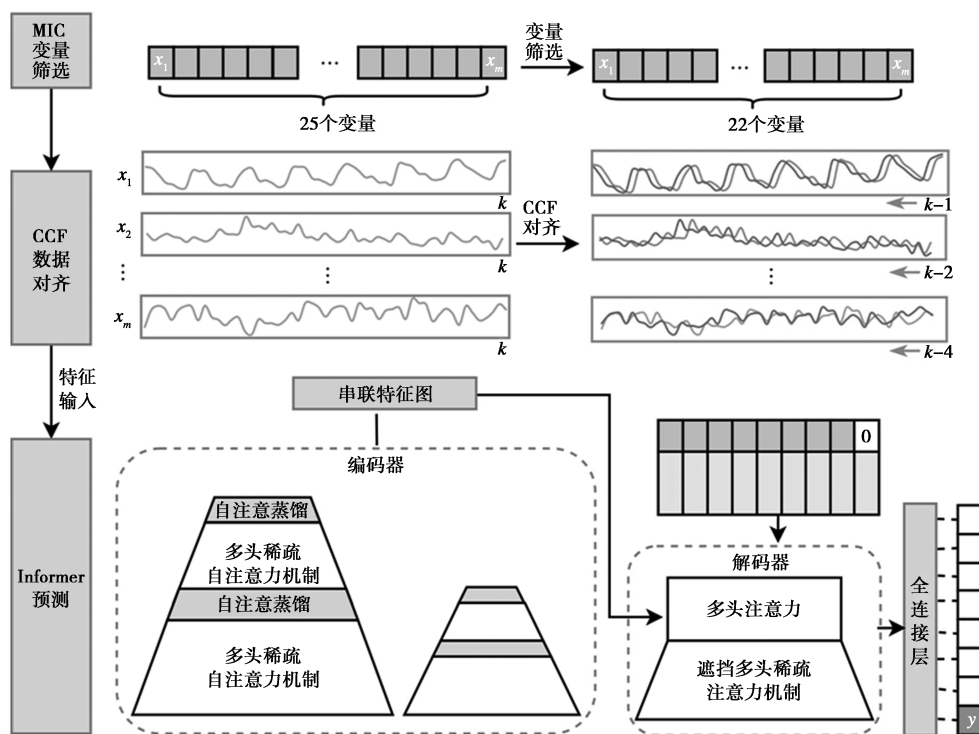 MIC
变量
筛选
x1
...
xm
变量
筛选
x1
...
xm
25个变量
22个变量
CCF
数据
对齐
x1
k
k-1
x2
k
CCF
对齐
k-2
⋮
⋮
⋮
xm
k
k-4
特征
输入
串联特征图
Informer
预测
编码器
自注意蒸馏
多头稀疏
自注意力机制
自注意蒸馏
多头稀疏
自注意力机制
0
解码器
多头注意力
遮挡多头稀疏
注意力机制
全
连
接
层
y